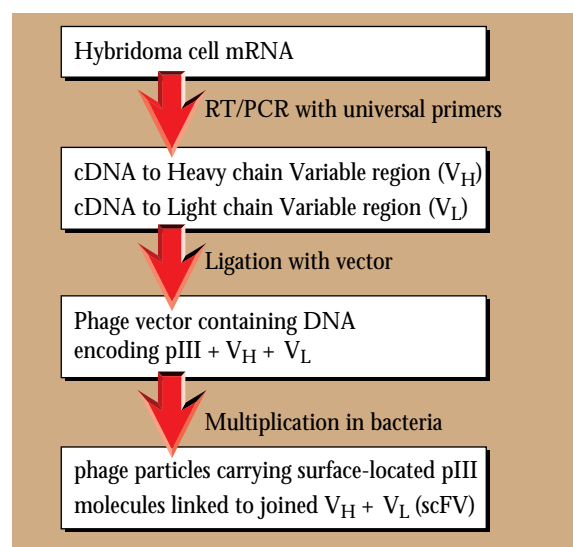 Hybridoma cell mRNA
RT/PCR with universal primers
cDNA to Heavy chain Variable region (VH)
cDNA to Light chain Variable region (VL)
Ligation with vector
Phage vector containing DNA
encoding pIII + VH + VL
Multiplication in bacteria
phage particles carrying surface-located pIII
molecules linked to joined VH + VL (scFV)